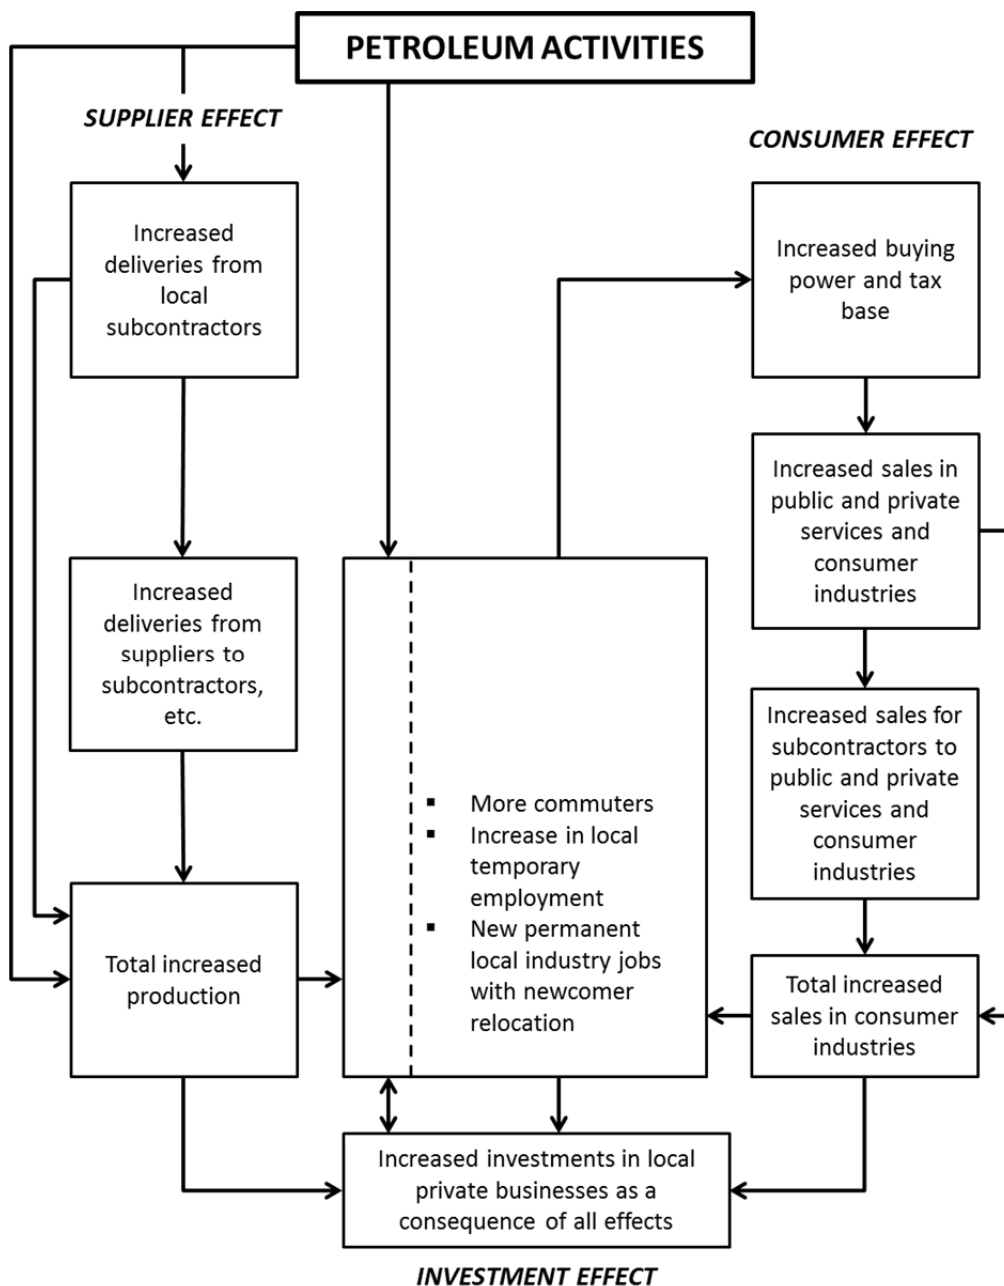 PETROLEUM ACTIVITIES
SUPPLIER EFFECT
Increased
deliveries from
local
subcontractors
Increased
deliveries from
suppliers to
subcontractors,
etc.
Total increased
production
▪ More commuters
▪ Increase in local
temporary
employment
▪ New permanent
local industry jobs
with newcomer
relocation
CONSUMER EFFECT
Increased buying
power and tax
base
Increased sales in
public and private
services and
consumer
industries
Increased sales for
subcontractors to
public and private
services and
consumer
industries
Total increased
sales in consumer
industries
Increased investments in local
private businesses as a
consequence of all effects
INVESTMENT EFFECT